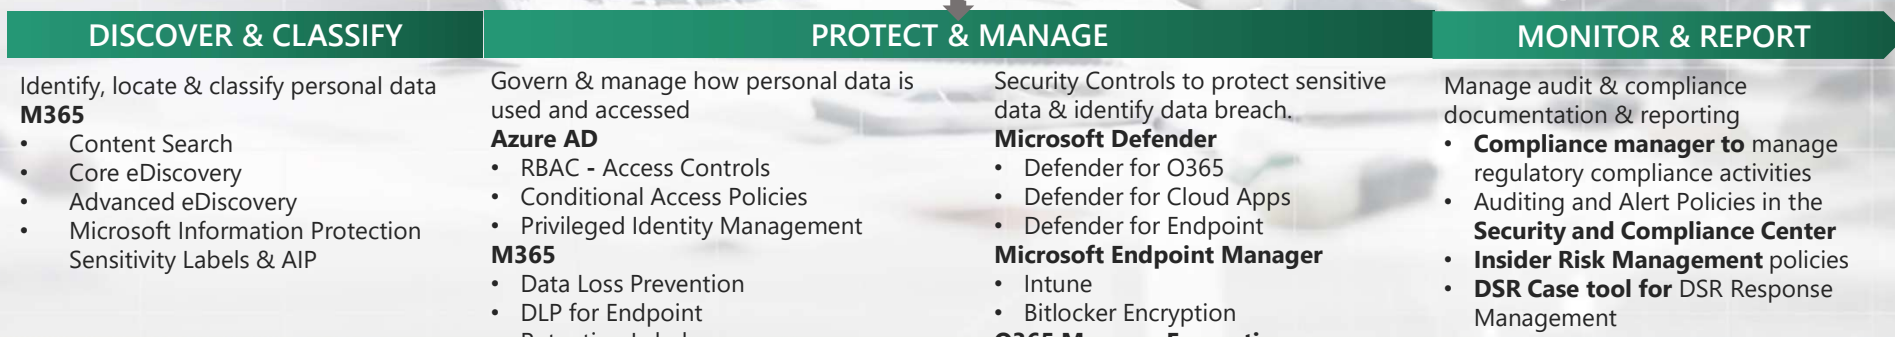 DISCOVER & CLASSIFY
Identify, locate & classify personal data
M365
• Content Search
• Core eDiscovery
• Advanced eDiscovery
• Microsoft Information Protection
Sensitivity Labels & AIP
PROTECT & MANAGE
Govern & manage how personal data is
used and accessed
Azure AD
• RBAC - Access Controls
• Conditional Access Policies
• Privileged Identity Management
M365
• Data Loss Prevention
• DLP for Endpoint
Security Controls to protect sensitive
data & identify data breach.
Microsoft Defender
• Defender for O365
• Defender for Cloud Apps
• Defender for Endpoint
Microsoft Endpoint Manager
• Intune
• Bitlocker Encryption
MONITOR & REPORT
Manage audit & compliance
documentation & reporting
• Compliance manager to manage
regulatory compliance activities
• Auditing and Alert Policies in the
Security and Compliance Center
• Insider Risk Management policies
• DSR Case tool for DSR Response
Management